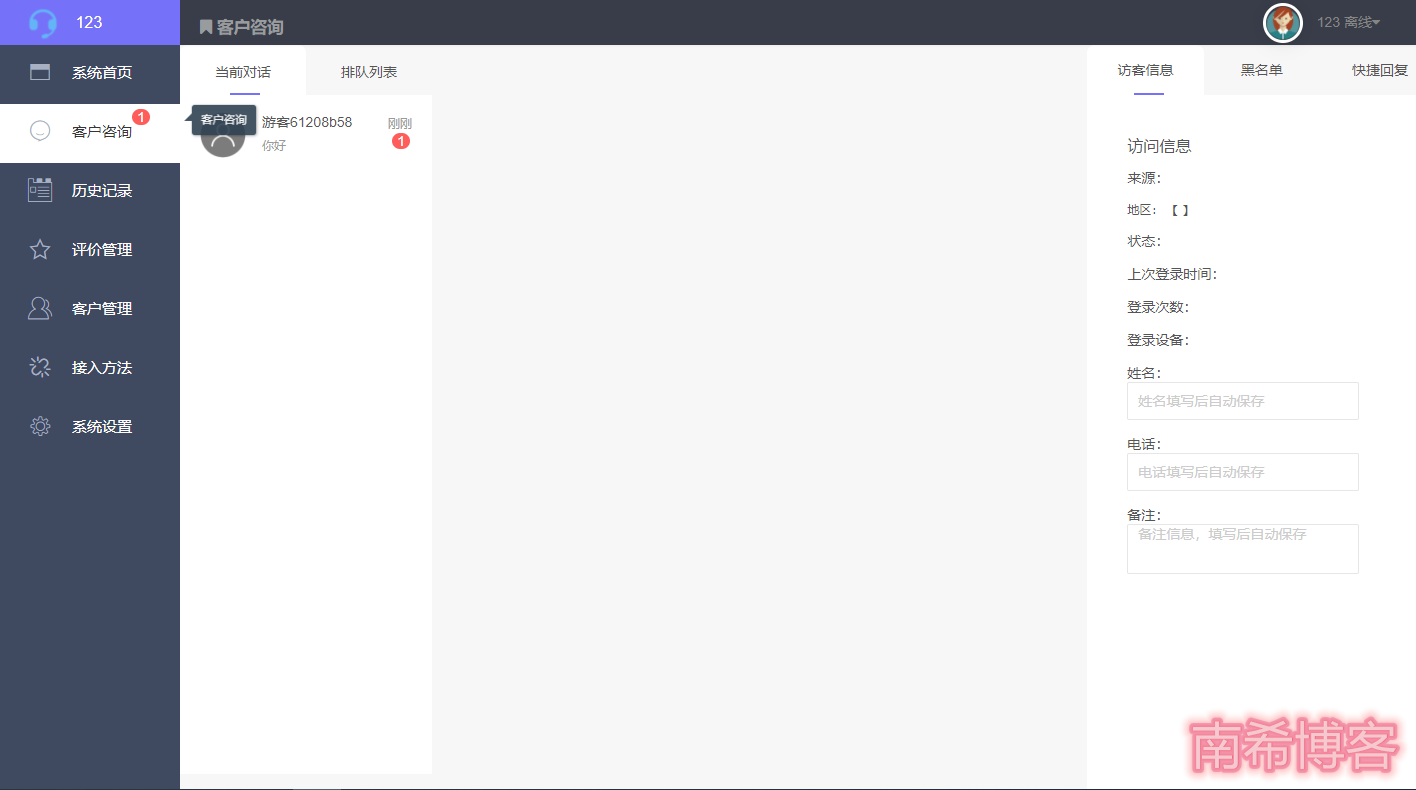 123
客户咨询
123 离线
系统首页
客户咨询
1
历史记录
评价管理
客户管理
接入方法
系统设置
当前对话
排队列表
客户咨询
游客61208b58
刚刚
你好
1
访客信息
黑名单
快捷回复
访问信息
来源：
地区： 【 】
状态：
上次登录时间：
登录次数：
登录设备：
姓名：
姓名填写后自动保存
电话：
电话填写后自动保存
备注：
备注信息，填写后自动保存
南希博客